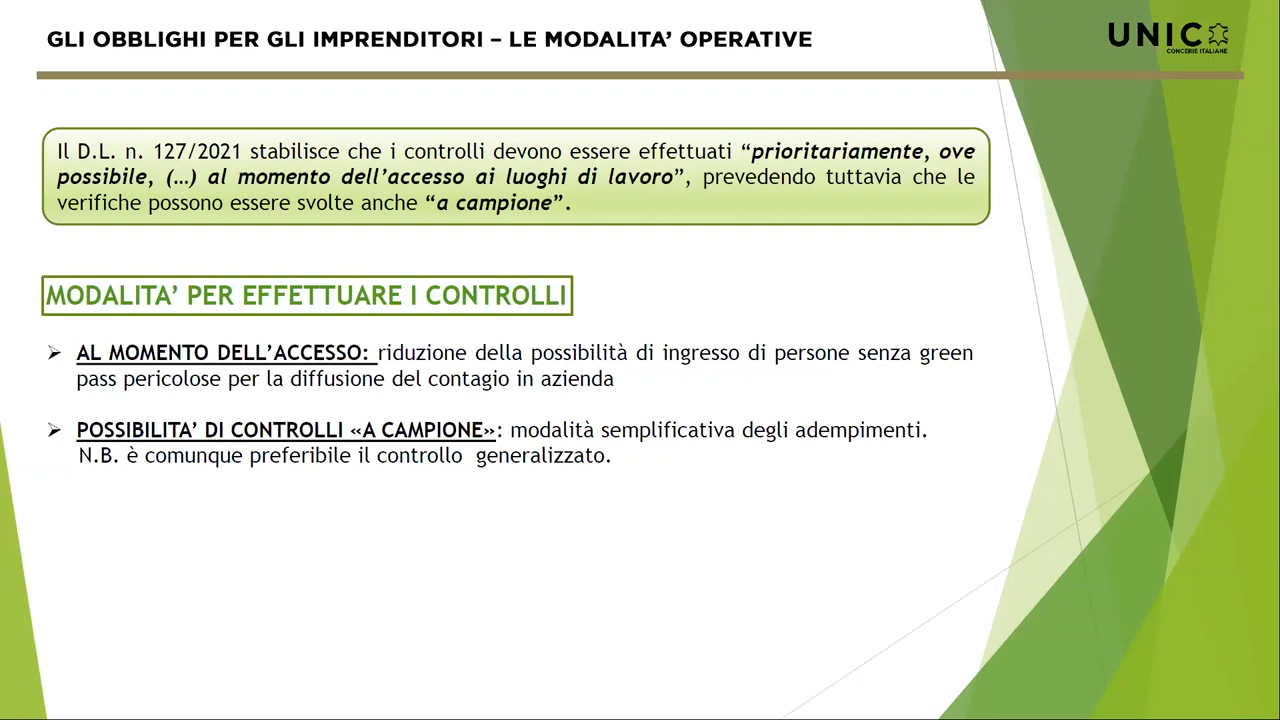 GLI OBBLIGHI PER GLI IMPRENDITORI – LE MODALITA’ OPERATIVE
UNIC
CONCERIE ITALIANE
Il D.L. n. 127/2021 stabilisce che i controlli devono essere effettuati “prioritariamente, ove
possibile, (…) al momento dell’accesso ai luoghi di lavoro”, prevedendo tuttavia che le
verifiche possono essere svolte anche “a campione”.
MODALITA’ PER EFFETTUARE I CONTROLLI
➢ AL MOMENTO DELL’ACCESSO: riduzione della possibilità di ingresso di persone senza green
pass pericolose per la diffusione del contagio in azienda
➢ POSSIBILITA’ DI CONTROLLI «A CAMPIONE»: modalità semplificativa degli adempimenti.
N.B. è comunque preferibile il controllo generalizzato.